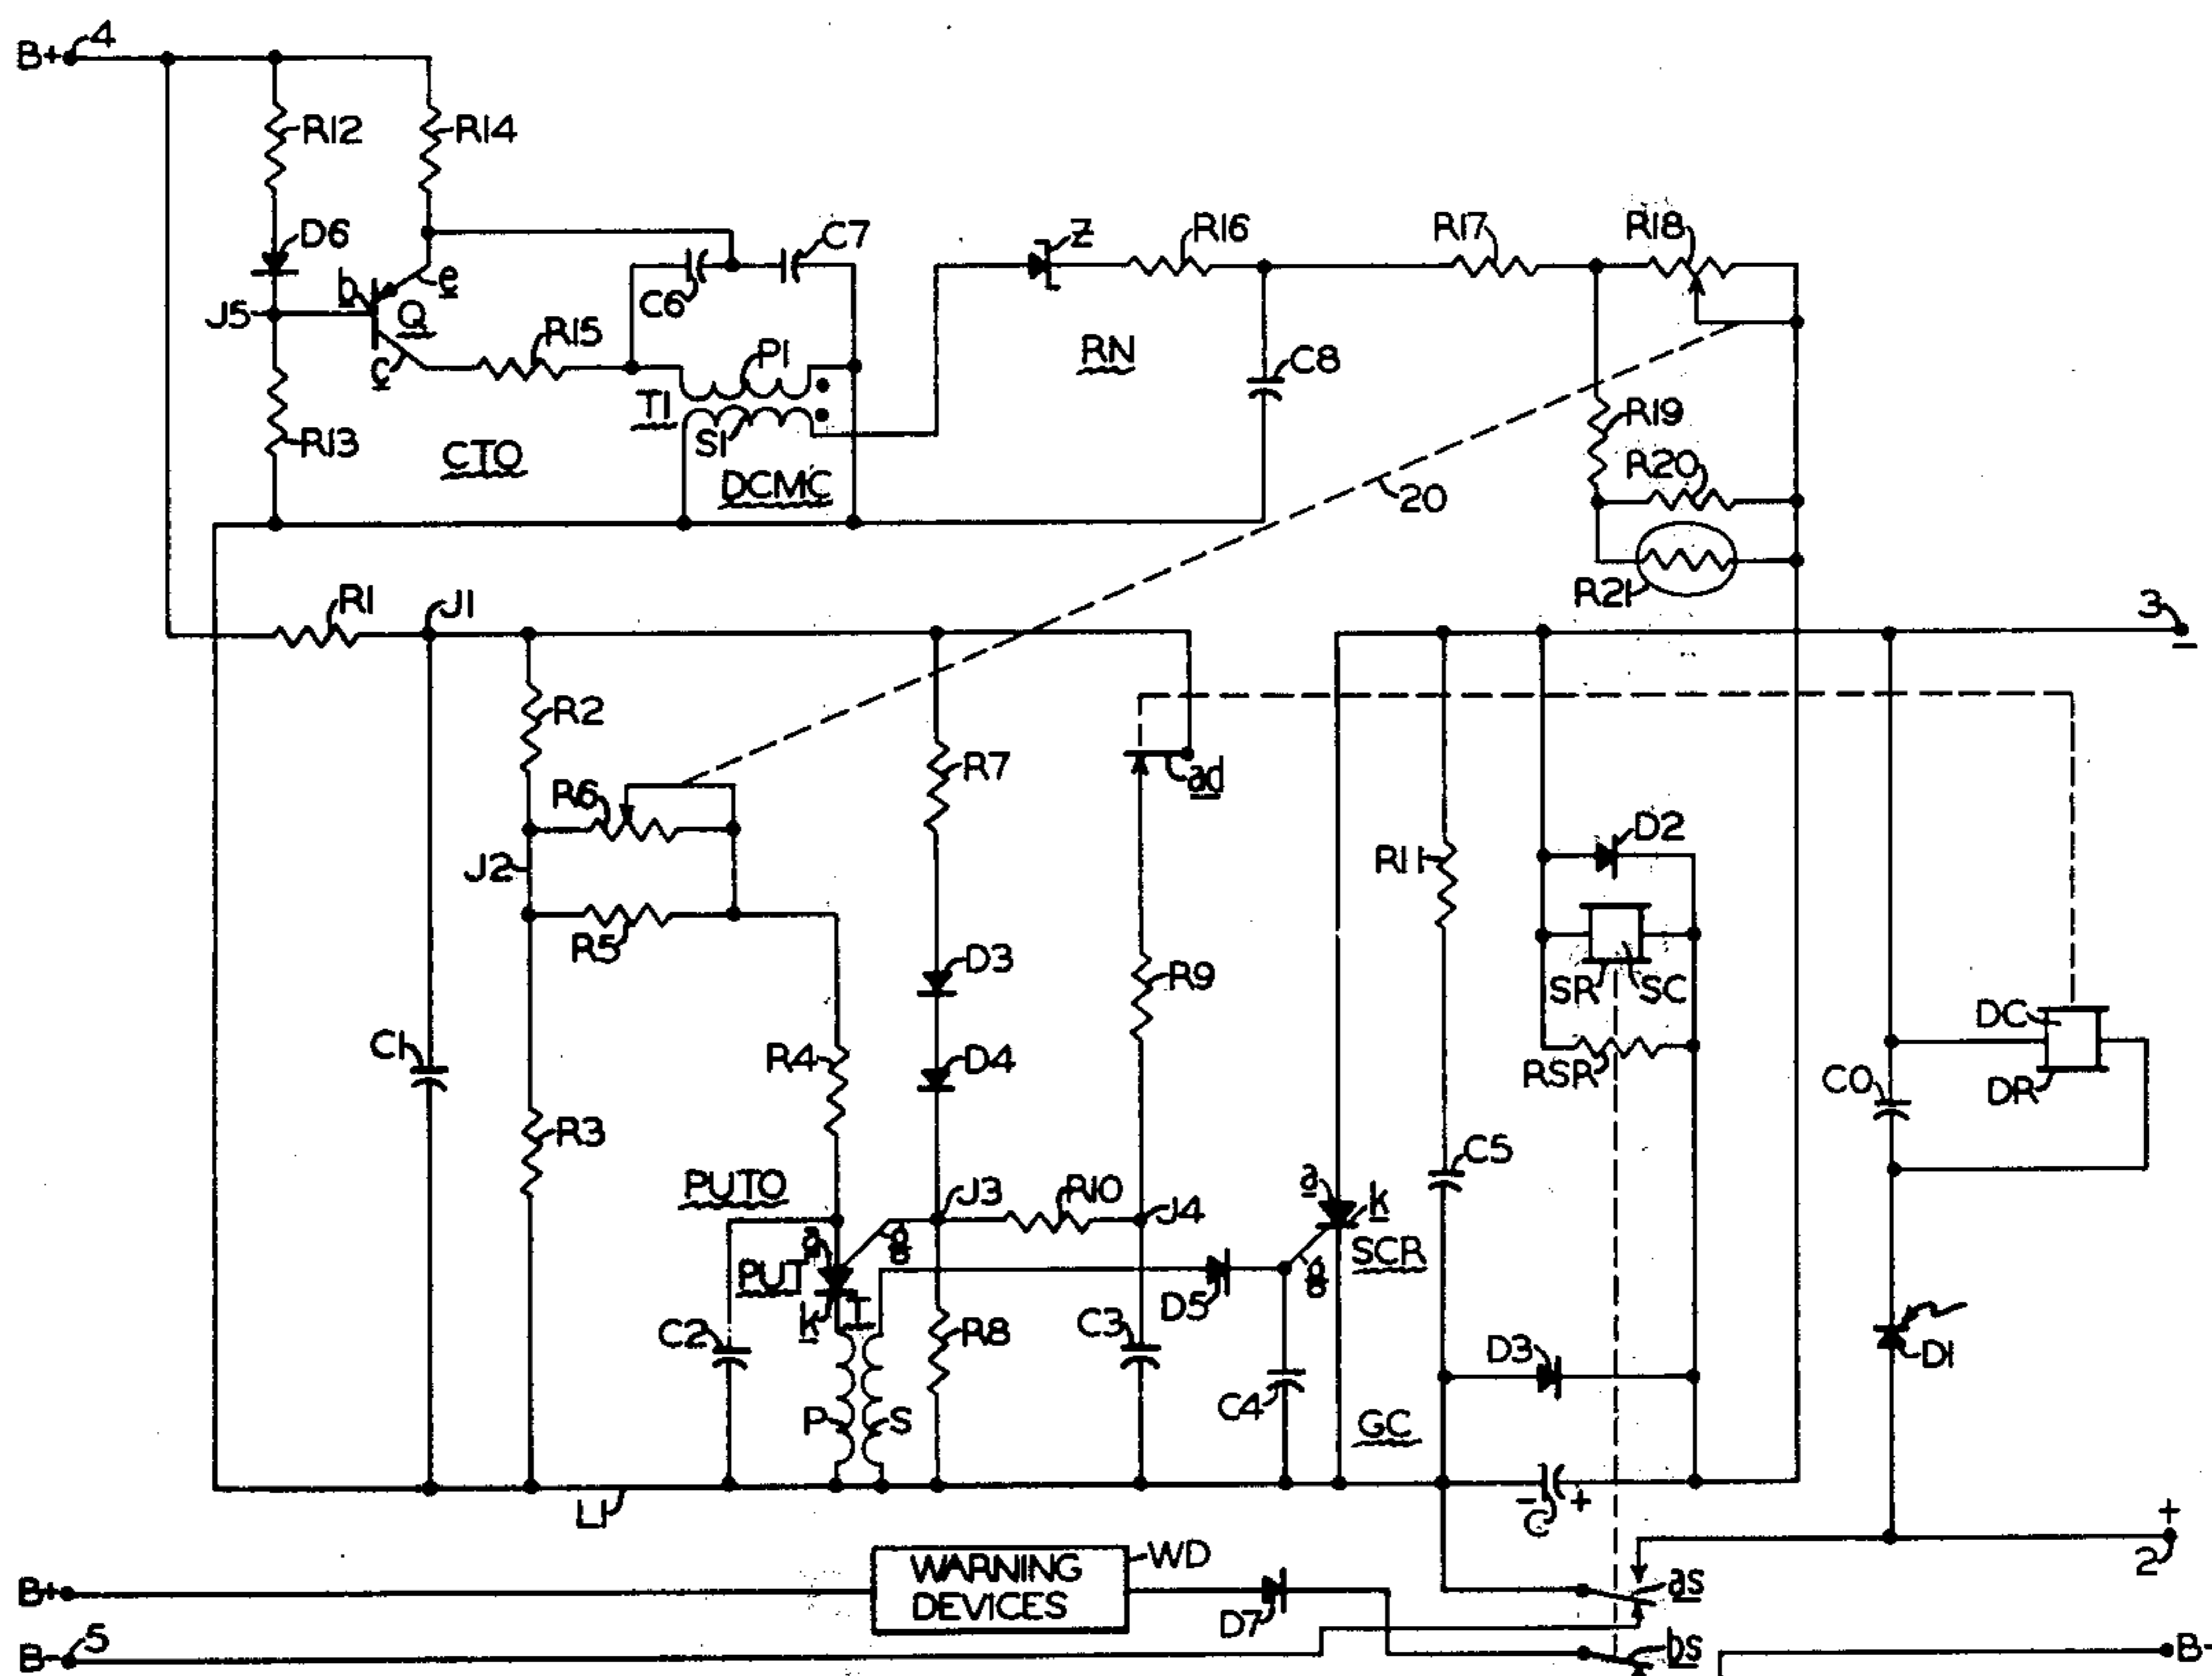 B+ 4
R12 R14
D6 C7 Z R16 R17 R18
b e
J5 Q C6
R15
c P1 RN C8
T1
R13 S1 R19
CTO DCMC R20
20
R21
R1 J1 3
-
R2
R6 R7 ad
D2
J2 R11
R5
D3 R9 SR SC
DC
C1 R4 D4 RSR
CO DR
R3
C5
PUTO J3 R10 J4 a k
a g SCR
PUT g
k T D5
C2 R8 C3 D3 D1
P S C4 GC
- C +
L1 +
2
B+ WARNING DEVICES WD as
D7
B- 5 bs B-